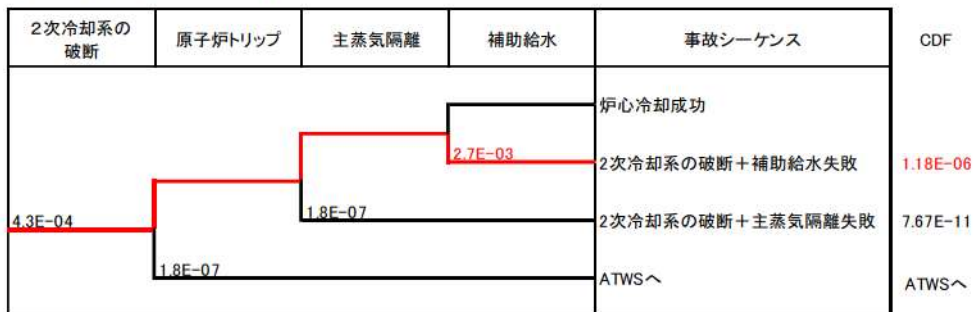 ２次冷却系の
破断
原子炉トリップ
主蒸気隔離
補助給水
事故シーケンス
CDF
炉心冷却成功
2.7E-03
2次冷却系の破断＋補助給水失敗
1.18E-06
4.3E-04
1.8E-07
2次冷却系の破断＋主蒸気隔離失敗
7.67E-11
1.8E-07
ATWSへ
ATWSへ